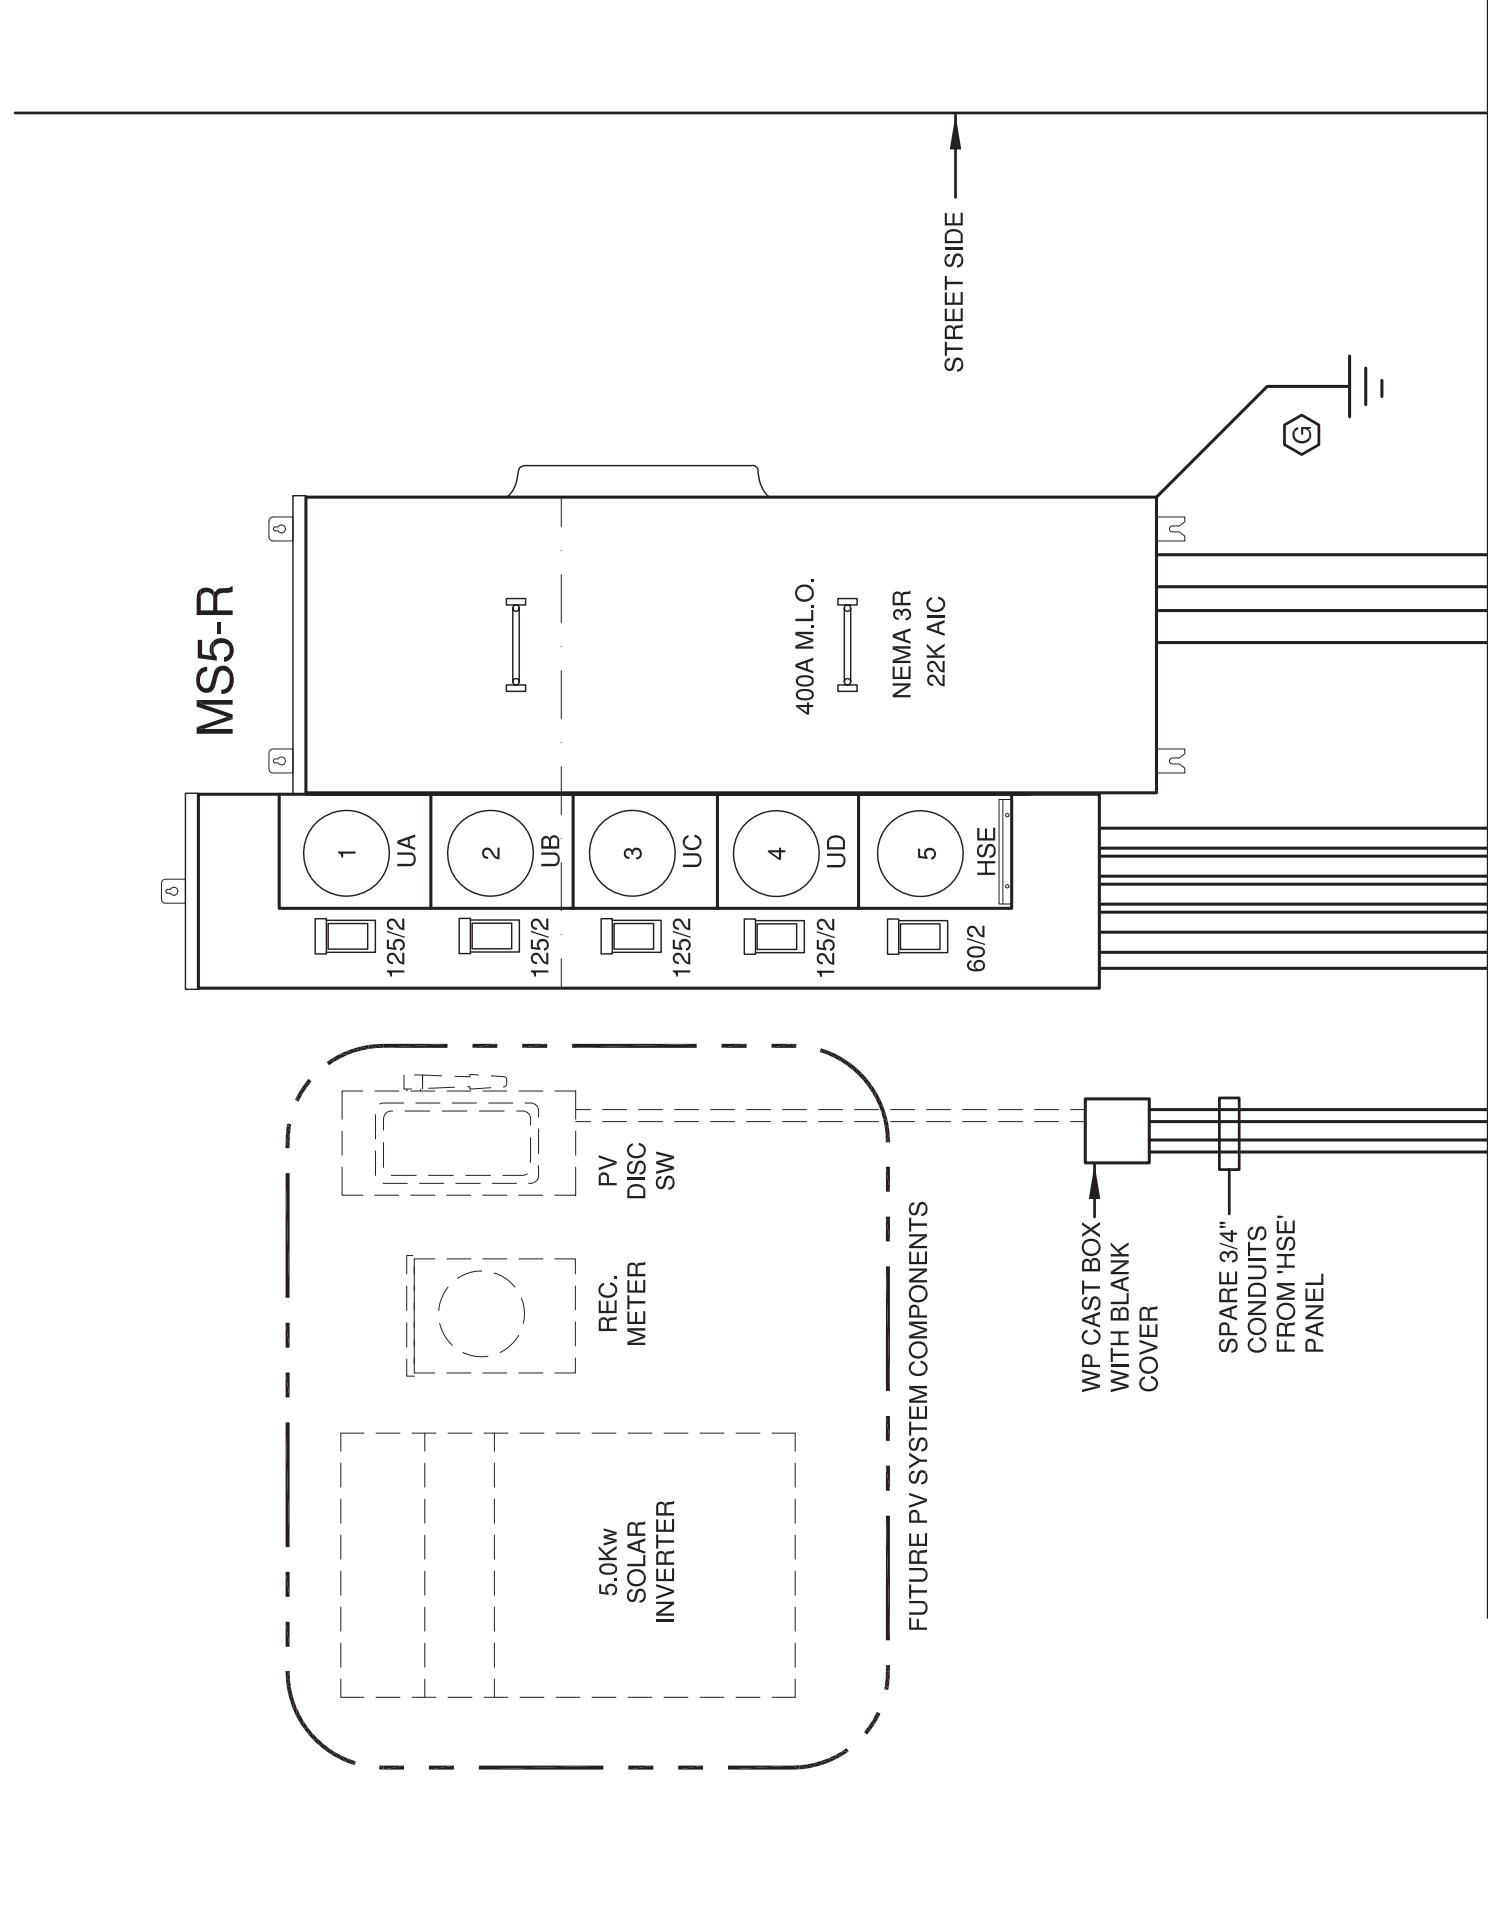 MS5-R
1
UA
125/2
2
UB
125/2
3
UC
125/2
4
UD
125/2
5
HSE
60/2
400A M.L.O.
NEMA 3R
22K AIC
STREET SIDE
G
PV
DISC
SW
REC.
METER
5.0Kw
SOLAR
INVERTER
FUTURE PV SYSTEM COMPONENTS
WP CAST BOX
WITH BLANK
COVER
SPARE 3/4"
CONDUITS
FROM 'HSE'
PANEL